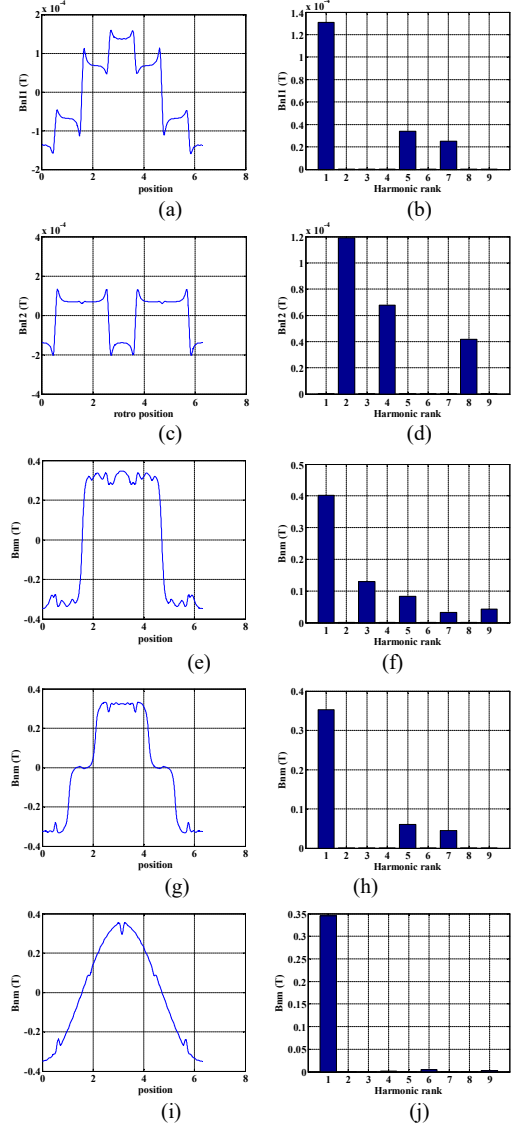 x 10⁻⁴
2
1
0
-1
-2
BnI1 (T)
0 2 4 6 8
position
(a)
x 10⁻⁴
1.4
1.2
1
0.8
0.6
0.4
0.2
0
BnI1 (T)
1 2 3 4 5 6 7 8 9
Harmonic rank
(b)
x 10⁻⁴
4
2
0
-2
-4
BnI2 (T)
0 2 4 6 8
rotro position
(c)
x 10⁻⁴
1.2
1
0.8
0.6
0.4
0.2
0
BnI2 (T)
1 2 3 4 5 6 7 8 9
Harmonic rank
(d)
0.4
0.2
0
-0.2
-0.4
Bnm (T)
0 2 4 6 8
position
(e)
0.5
0.4
0.3
0.2
0.1
0
Bnm (T)
1 2 3 4 5 6 7 8 9
Harmonic rank
(f)
0.4
0.2
0
-0.2
-0.4
Bnm (T)
0 2 4 6 8
position
(g)
0.4
0.3
0.2
0.1
0
Bnm (T)
1 2 3 4 5 6 7 8 9
Harmonic rank
(h)
0.4
0.2
0
-0.2
-0.4
Bnm (T)
0 2 4 6 8
position
(i)
0.35
0.3
0.25
0.2
0.15
0.1
0.05
0
Bnm (T)
1 2 3 4 5 6 7 8 9
Harmonic rank
(j)